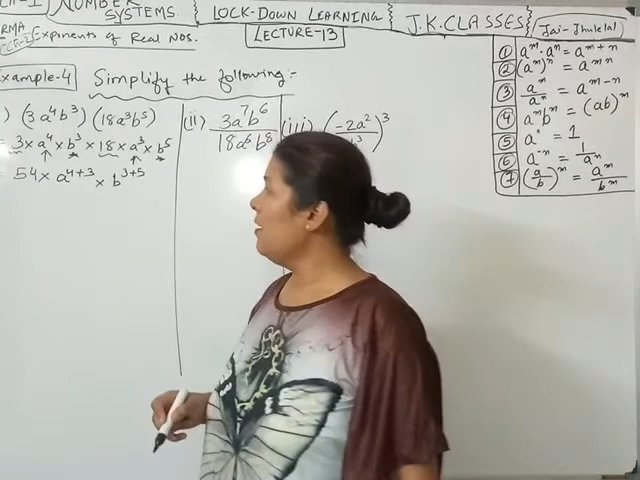 NUMBER SYSTEMS
LOCK-DOWN LEARNING
J.K.CLASSES
Jai-Jhulelal
Exponents of Real Nos.
LECTURE-13
Example-4 Simplify the following:-
(3a⁴b³)(18a³b⁵)
= 3×a⁴×b³×18×a³×b⁵
54×a⁴⁺³×b³⁺⁵
(ii) 3a⁷b⁶ / 18a⁶b⁸
(iii) (-2a² / b³)³
① aᵐ·aⁿ = aᵐ⁺ⁿ
② (aᵐ)ⁿ = aᵐⁿ
③ aᵐ/aⁿ = aᵐ⁻ⁿ
④ aᵐbᵐ = (ab)ᵐ
⑤ a⁰ = 1
⑥ a⁻ⁿ = 1/aⁿ
⑦ (a/b)ᵐ = aᵐ/bᵐ